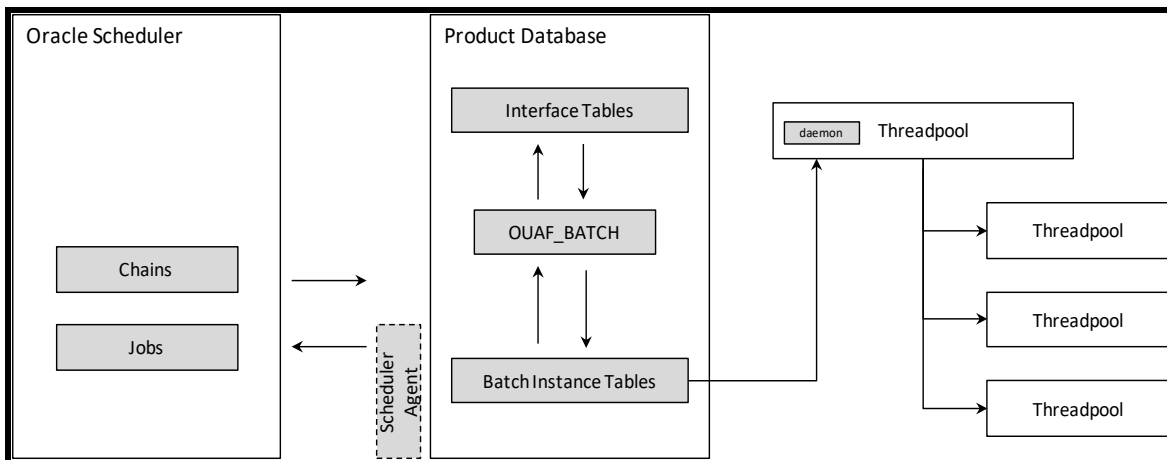 Oracle Scheduler
Chains
Jobs
Scheduler
Agent
Product Database
Interface Tables
OUAF_BATCH
Batch Instance Tables
daemon
Threadpool
Threadpool
Threadpool
Threadpool